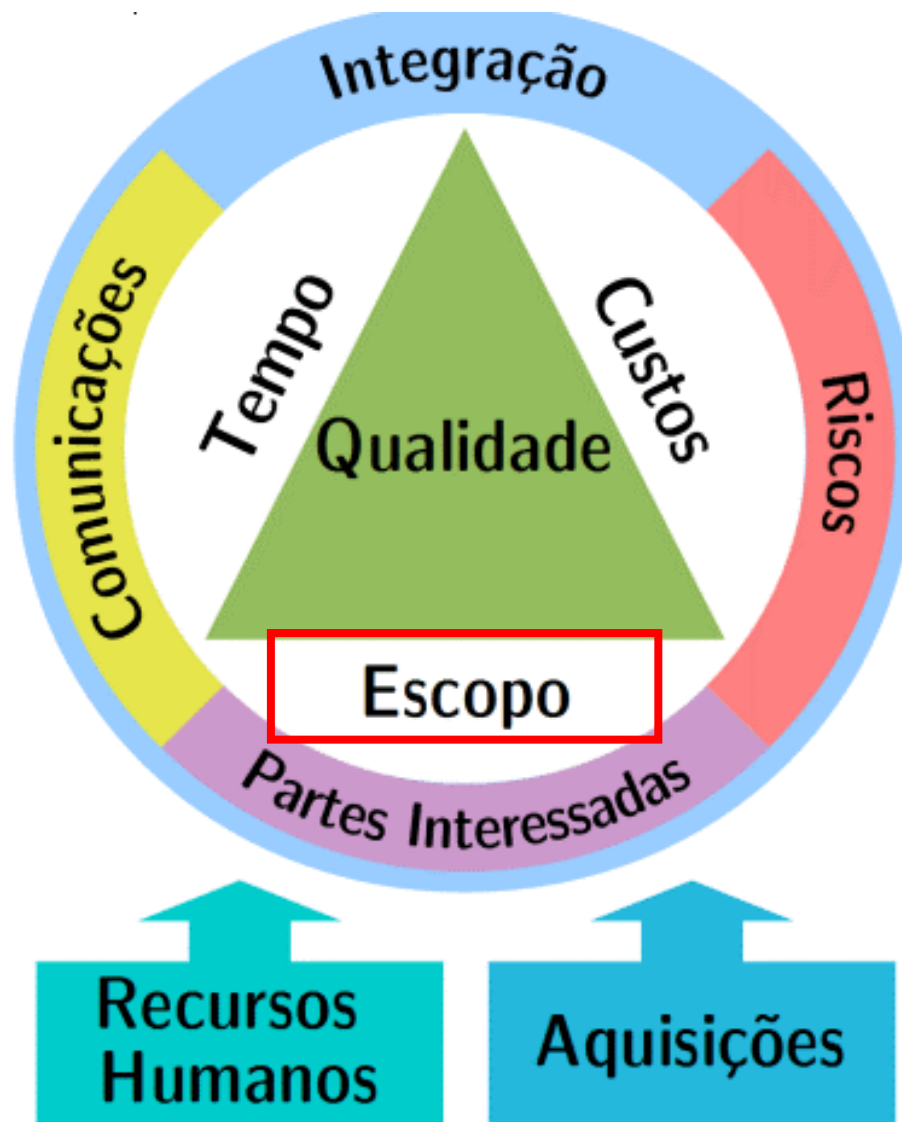 Integração
Comunicações
Tempo
Custos
Riscos
Qualidade
Escopo
Partes Interessadas
Recursos
Humanos
Aquisições